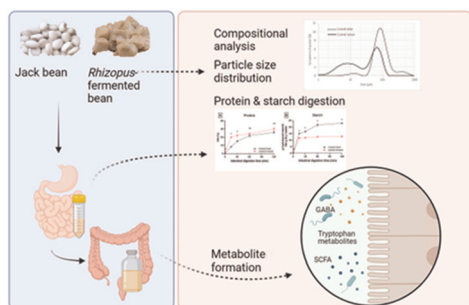 Compositional
analysis
Particle size
distribution
Jack bean
Rhizopus-
fermented
bean
Protein & starch digestion
Protein
Starch
GABA
Tryptophan
metabolites
SCFA
Metabolite
formation